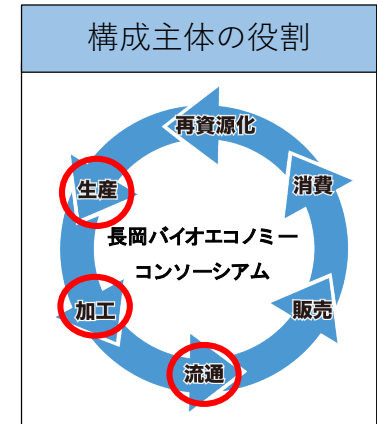 構成主体の役割
再資源化
生産
消費
長岡バイオエコノミー
コンソーシアム
加工
販売
流通